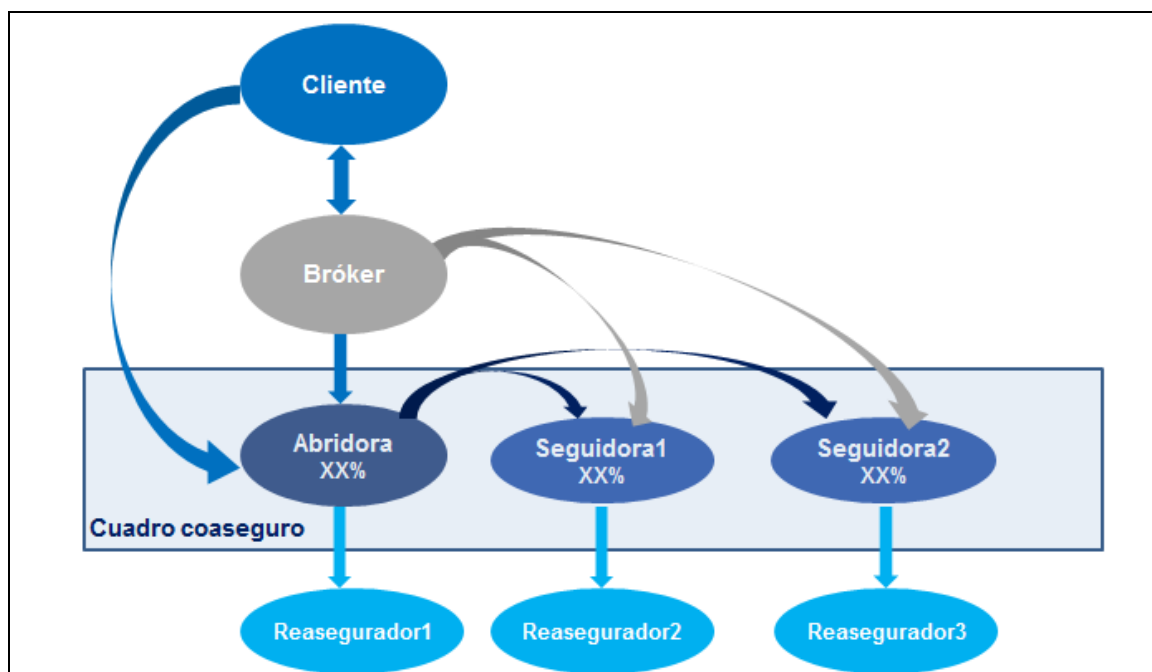 Cliente
Bróker
Abridora
XX%
Seguidora1
XX%
Seguidora2
XX%
Cuadro coaseguro
Reasegurador1
Reasegurador2
Reasegurador3